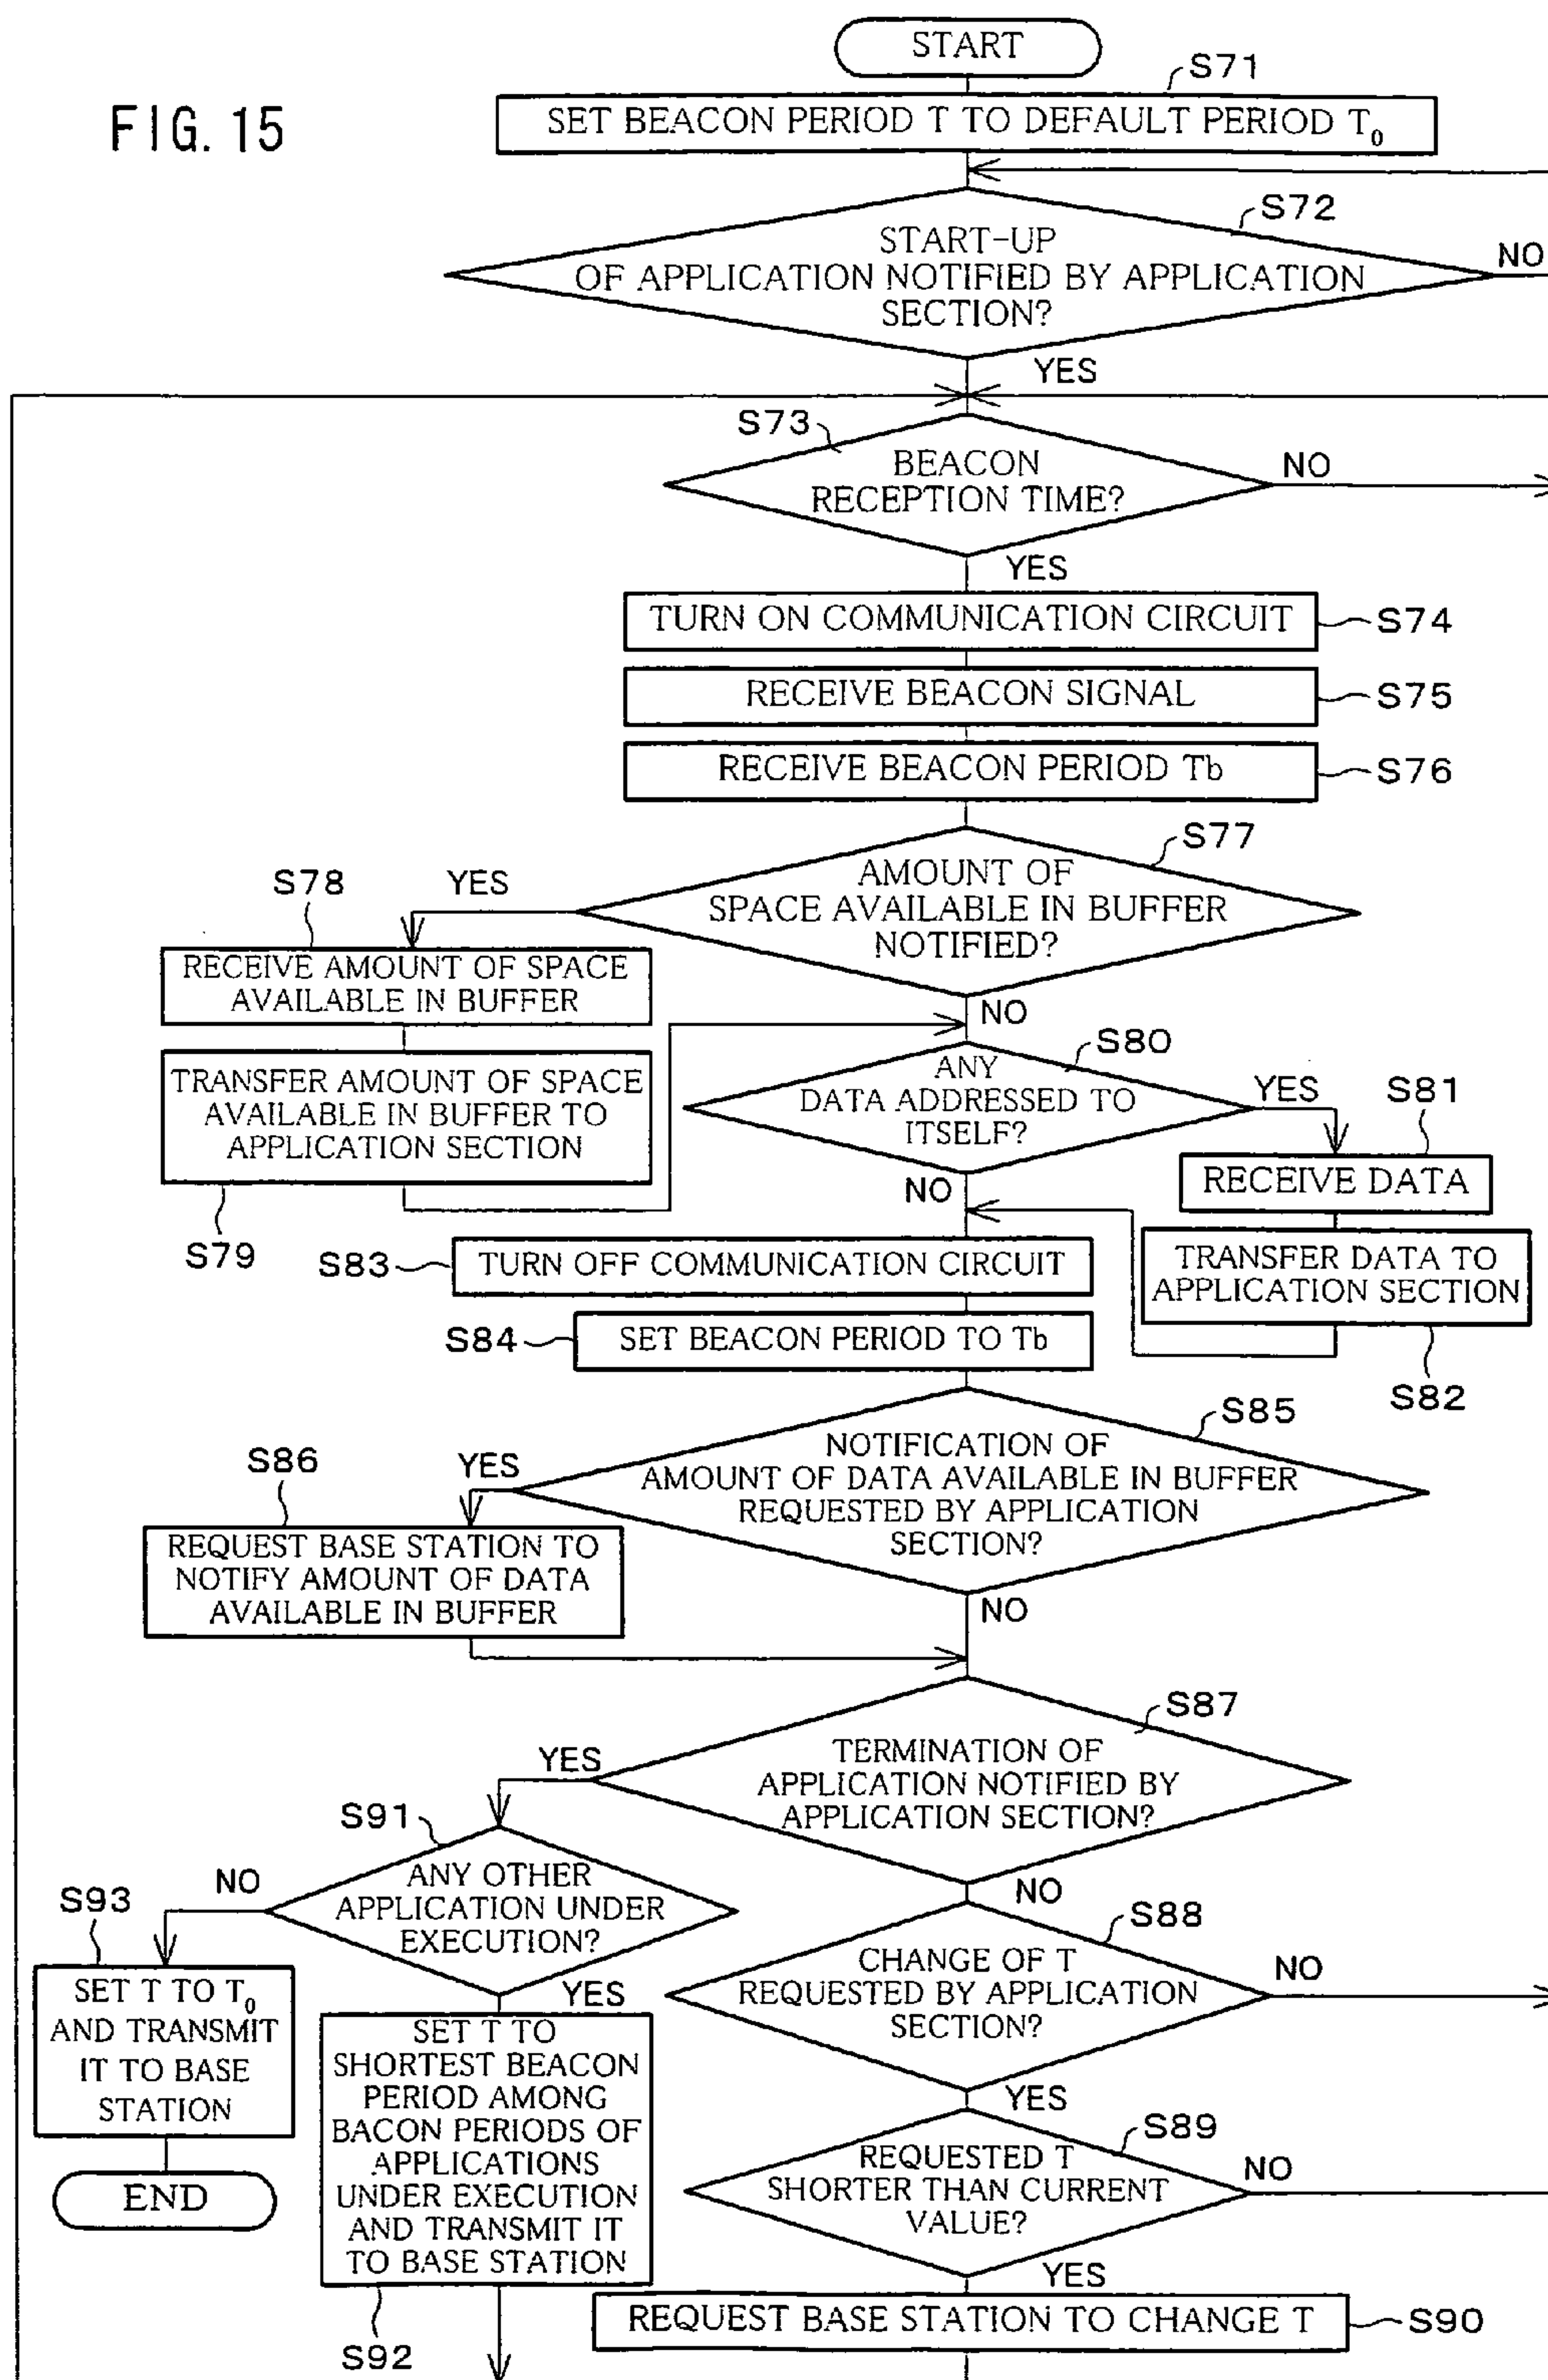 FIG. 15
START
S71
SET BEACON PERIOD T TO DEFAULT PERIOD T₀
S72
START-UP
OF APPLICATION NOTIFIED BY APPLICATION
SECTION?
NO
YES
S73
BEACON
RECEPTION TIME?
NO
YES
TURN ON COMMUNICATION CIRCUIT
S74
RECEIVE BEACON SIGNAL
S75
RECEIVE BEACON PERIOD Tb
S76
S77
AMOUNT OF
SPACE AVAILABLE IN BUFFER
NOTIFIED?
YES
S78
RECEIVE AMOUNT OF SPACE
AVAILABLE IN BUFFER
NO
TRANSFER AMOUNT OF SPACE
AVAILABLE IN BUFFER TO
APPLICATION SECTION
S79
S80
ANY
DATA ADDRESSED TO
ITSELF?
YES
S81
RECEIVE DATA
NO
TRANSFER DATA TO
APPLICATION SECTION
S82
S83
TURN OFF COMMUNICATION CIRCUIT
S84
SET BEACON PERIOD TO Tb
S85
NOTIFICATION OF
AMOUNT OF DATA AVAILABLE IN BUFFER
REQUESTED BY APPLICATION
SECTION?
YES
S86
REQUEST BASE STATION TO
NOTIFY AMOUNT OF DATA
AVAILABLE IN BUFFER
NO
S87
TERMINATION OF
APPLICATION NOTIFIED BY
APPLICATION SECTION?
YES
S91
ANY OTHER
APPLICATION UNDER
EXECUTION?
NO
S93
SET T TO T₀
AND TRANSMIT
IT TO BASE
STATION
END
YES
SET T TO
SHORTEST BEACON
PERIOD AMONG
BACON PERIODS OF
APPLICATIONS
UNDER EXECUTION
AND TRANSMIT IT
TO BASE STATION
S92
NO
S88
CHANGE OF T
REQUESTED BY APPLICATION
SECTION?
NO
YES
S89
REQUESTED T
SHORTER THAN CURRENT
VALUE?
NO
YES
REQUEST BASE STATION TO CHANGE T
S90